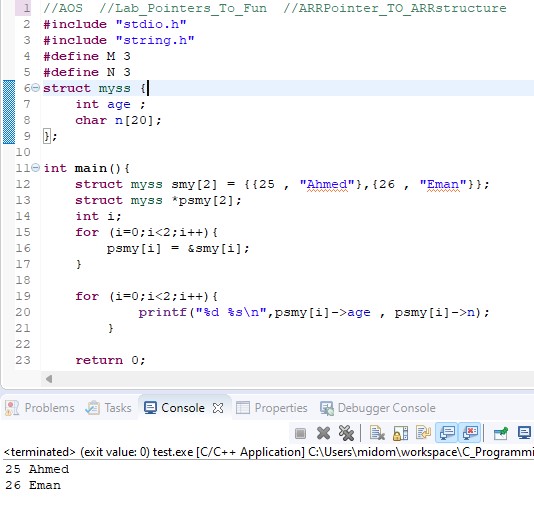 1 //AOS //Lab_Pointers_To_Fun //ARRPointer_TO_ARRstructure
2 #include "stdio.h"
3 #include "string.h"
4 #define M 3
5 #define N 3
6 struct myss {
7 int age ;
8 char n[20];
9 };
10
11 int main(){
12 struct myss smy[2] = {{25 , "Ahmed"},{26 , "Eman"}};
13 struct myss *psmy[2];
14 int i;
15 for (i=0;i<2;i++){
16 psmy[i] = &smy[i];
17 }
18
19 for (i=0;i<2;i++){
20 printf("%d %s\n",psmy[i]->age , psmy[i]->n);
21 }
22
23 return 0;
Problems Tasks Console Properties Debugger Console
<terminated> (exit value: 0) test.exe [C/C++ Application] C:\Users\midom\workspace\C_Programmi
25 Ahmed
26 Eman